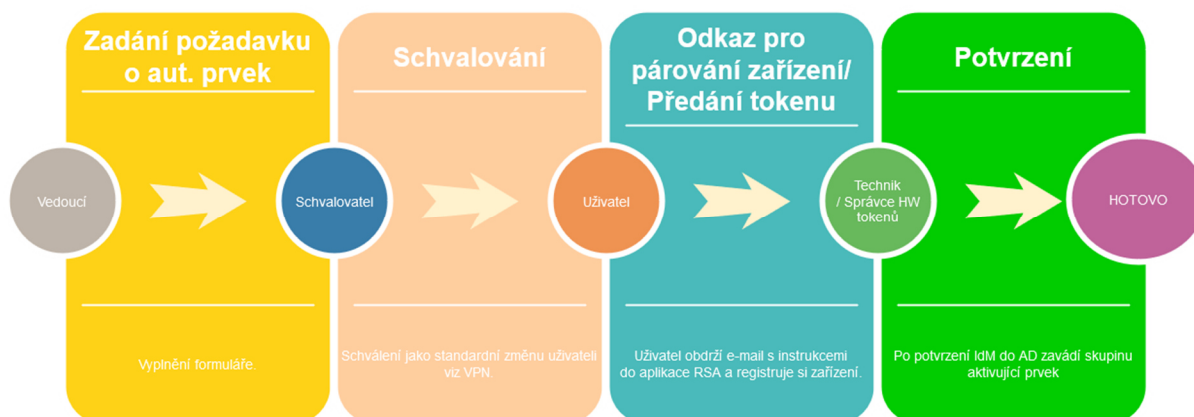 Zadání požadavku
o aut. prvek
Schvalování
Odkaz pro
párování zařízení/
Předání tokenu
Potvrzení
Vedoucí
Schvalovatel
Uživatel
Technik
/ Správce HW
tokenů
HOTOVO
Vyplnění formuláře.
Schválení jako standardní změnu uživateli
viz VPN.
Uživatel obdrží e-mail s instrukcemi
do aplikace RSA a registruje si zařízení.
Po potvrzení IdM do AD zavádí skupinu
aktivující prvek